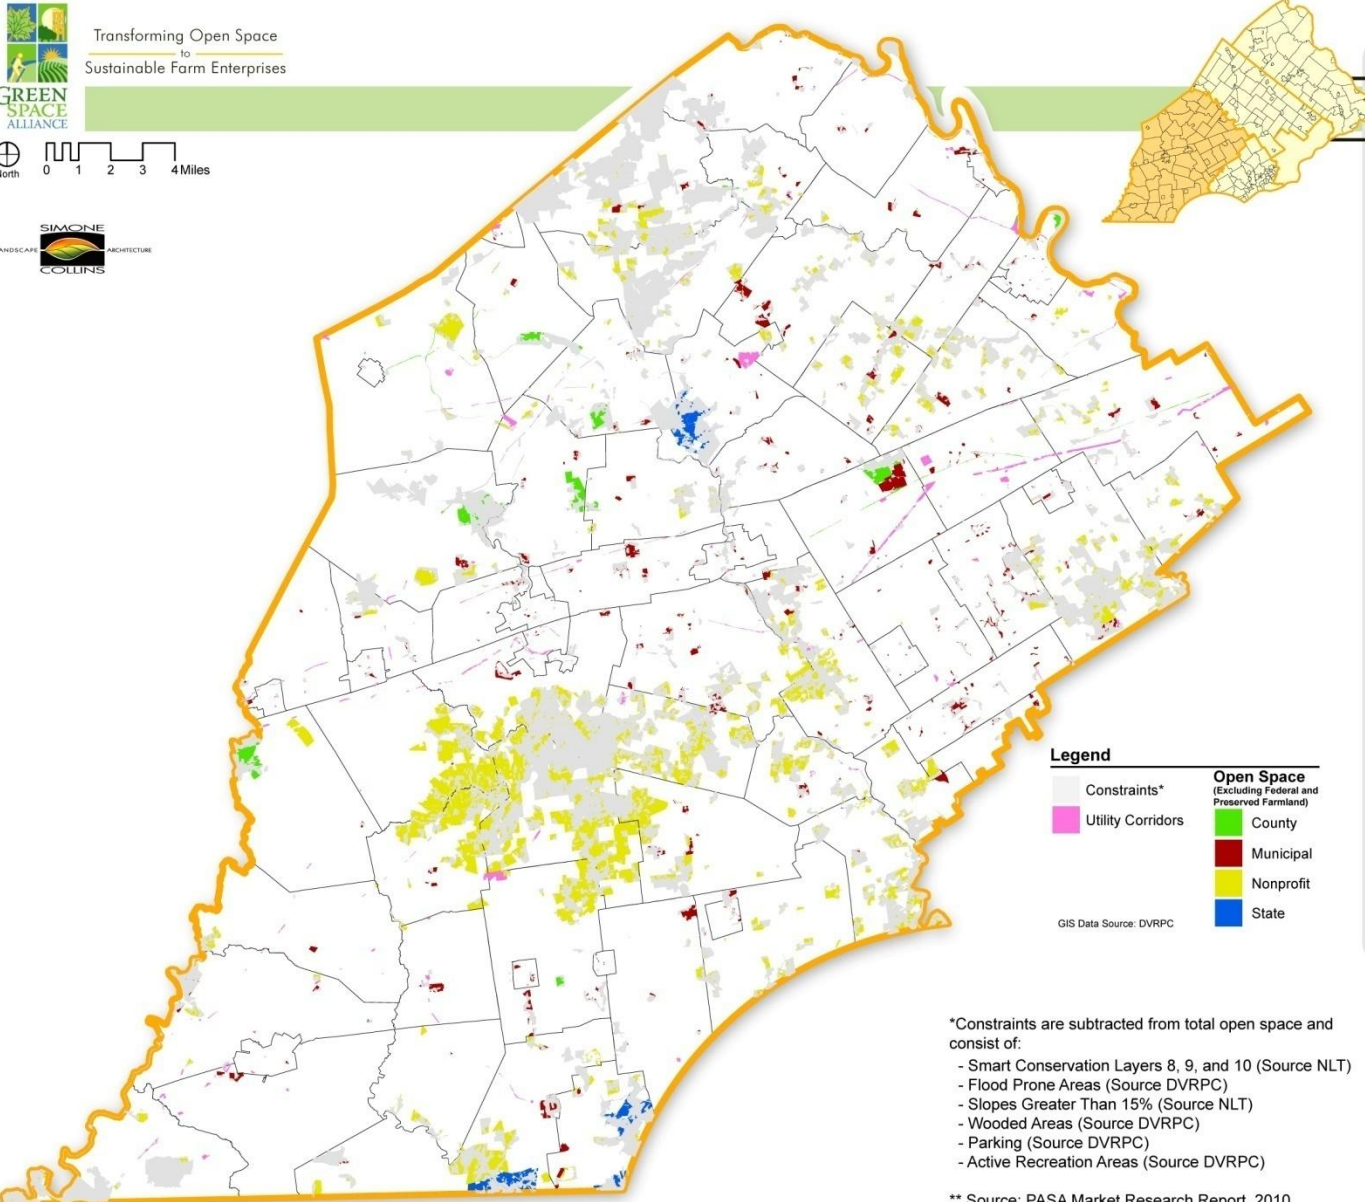 Transforming Open Space
to
Sustainable Farm Enterprises
GREEN
SPACE
ALLIANCE
North
0 1 2 3 4 Miles
SIMONE
LANDSCAPE ARCHITECTURE
COLLINS
Legend
Constraints*
Utility Corridors
Open Space
(Excluding Federal and
Preserved Farmland)
County
Municipal
Nonprofit
State
GIS Data Source: DVRPC
*Constraints are subtracted from total open space and
consist of:
- Smart Conservation Layers 8, 9, and 10 (Source NLT)
- Flood Prone Areas (Source DVRPC)
- Slopes Greater Than 15% (Source NLT)
- Wooded Areas (Source DVRPC)
- Parking (Source DVRPC)
- Active Recreation Areas (Source DVRPC)
** Source: PASA Market Research Report, 2010